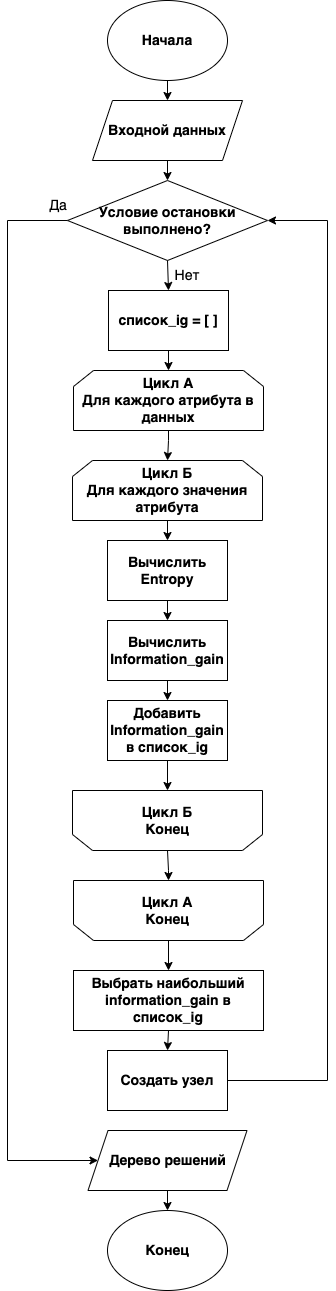 Начала
Входной данных
Условие остановки
выполнено?
Да
Нет
список_ig = [ ]
Цикл А
Для каждого атрибута в
данных
Цикл Б
Для каждого значения
атрибута
Вычислить
Entropy
Вычислить
Information_gain
Добавить
Information_gain
в список_ig
Цикл Б
Конец
Цикл А
Конец
Выбрать наибольший
information_gain в
список_ig
Создать узел
Дерево решений
Конец